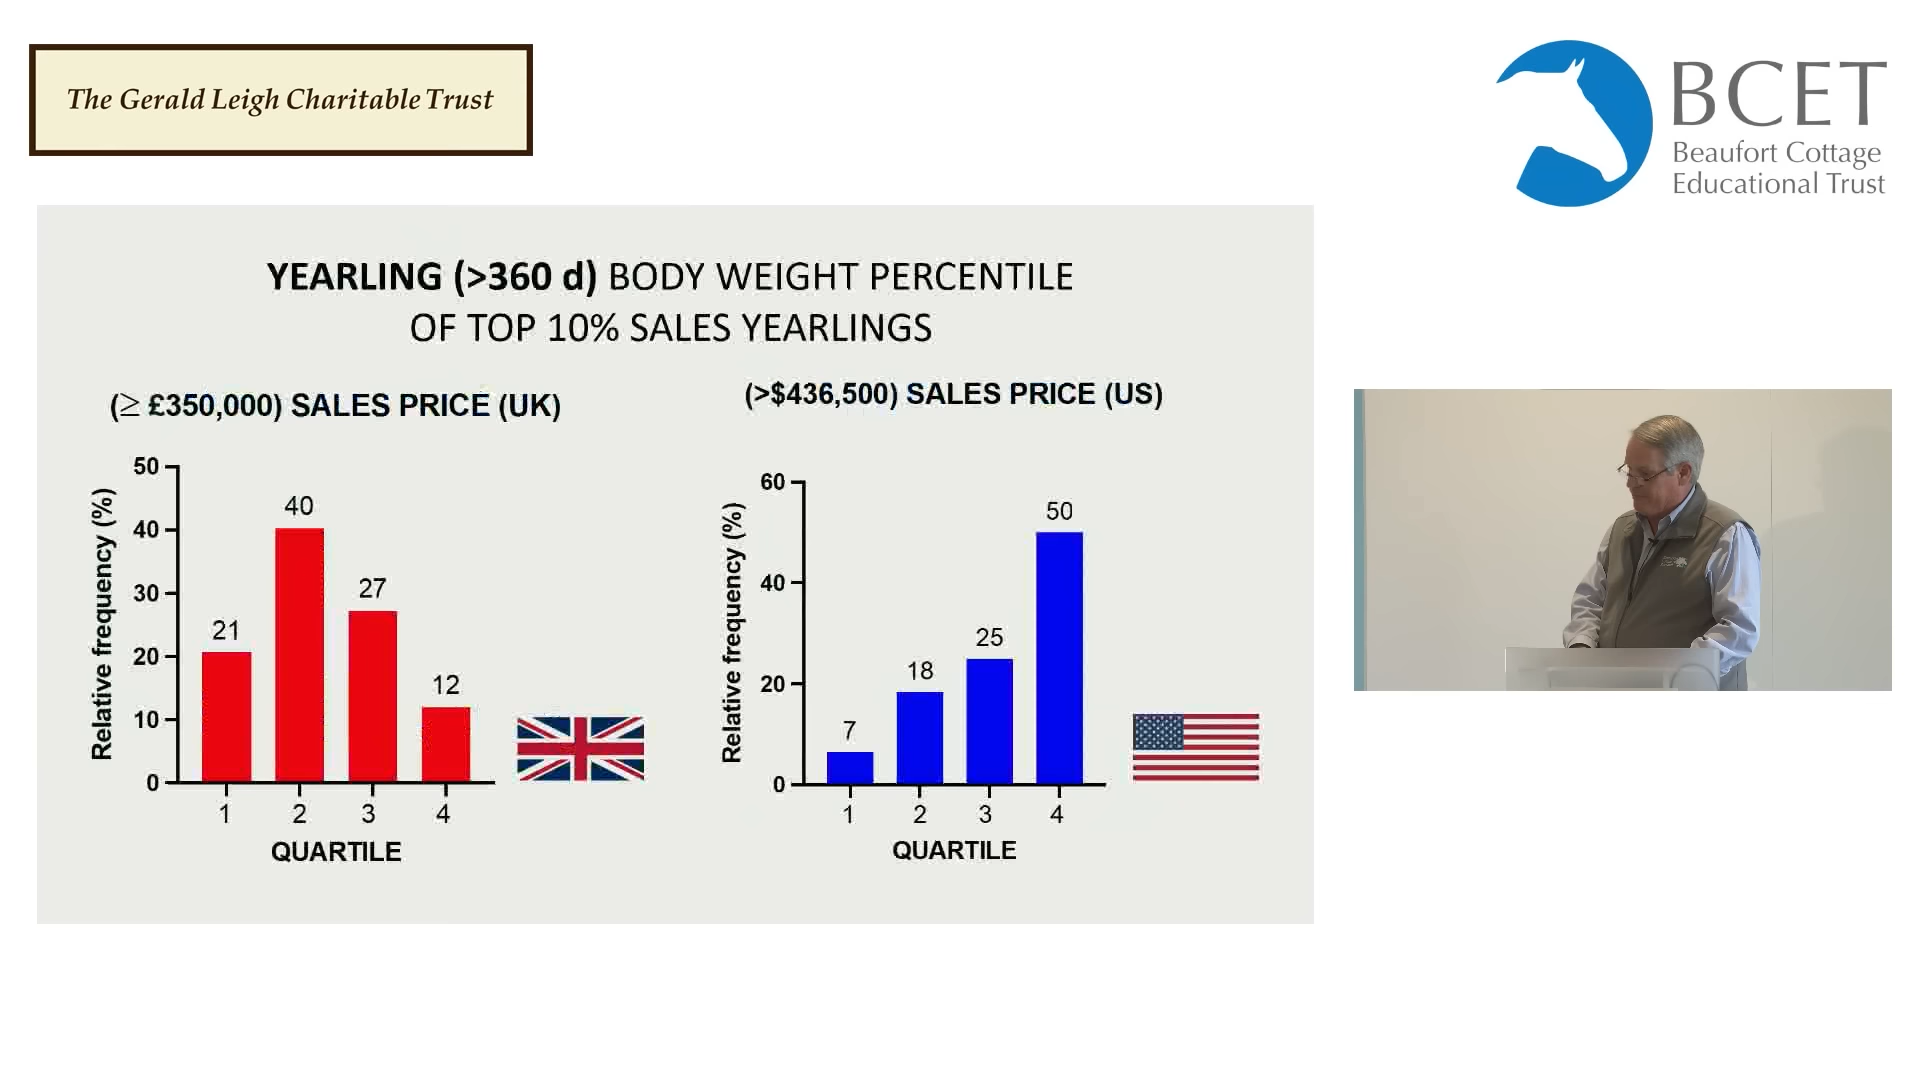 The Gerald Leigh Charitable Trust
BCET
Beaufort Cottage
Educational Trust
YEARLING (>360 d) BODY WEIGHT PERCENTILE
OF TOP 10% SALES YEARLINGS
(≥ £350,000) SALES PRICE (UK)
Relative frequency (%)
50
40
30
20
10
0
21
40
27
12
1 2 3 4
QUARTILE
(>$436,500) SALES PRICE (US)
Relative frequency (%)
60
40
20
0
7
18
25
50
1 2 3 4
QUARTILE